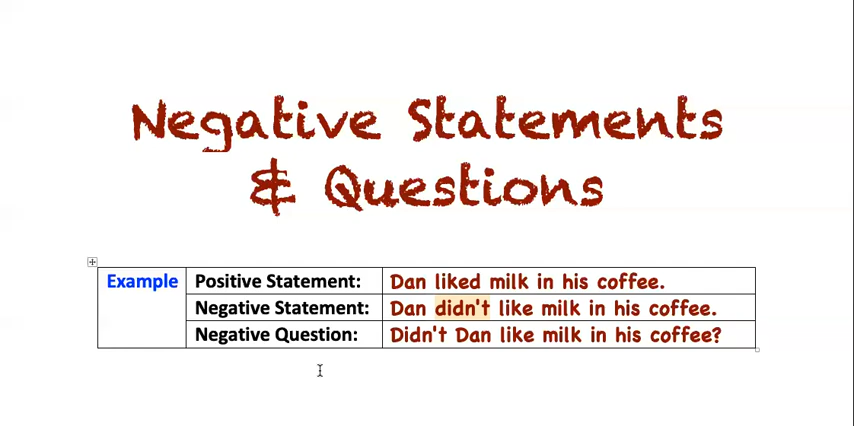 Negative Statements
& Questions
Example
Positive Statement: Dan liked milk in his coffee.
Negative Statement: Dan didn't like milk in his coffee.
Negative Question: Didn't Dan like milk in his coffee?